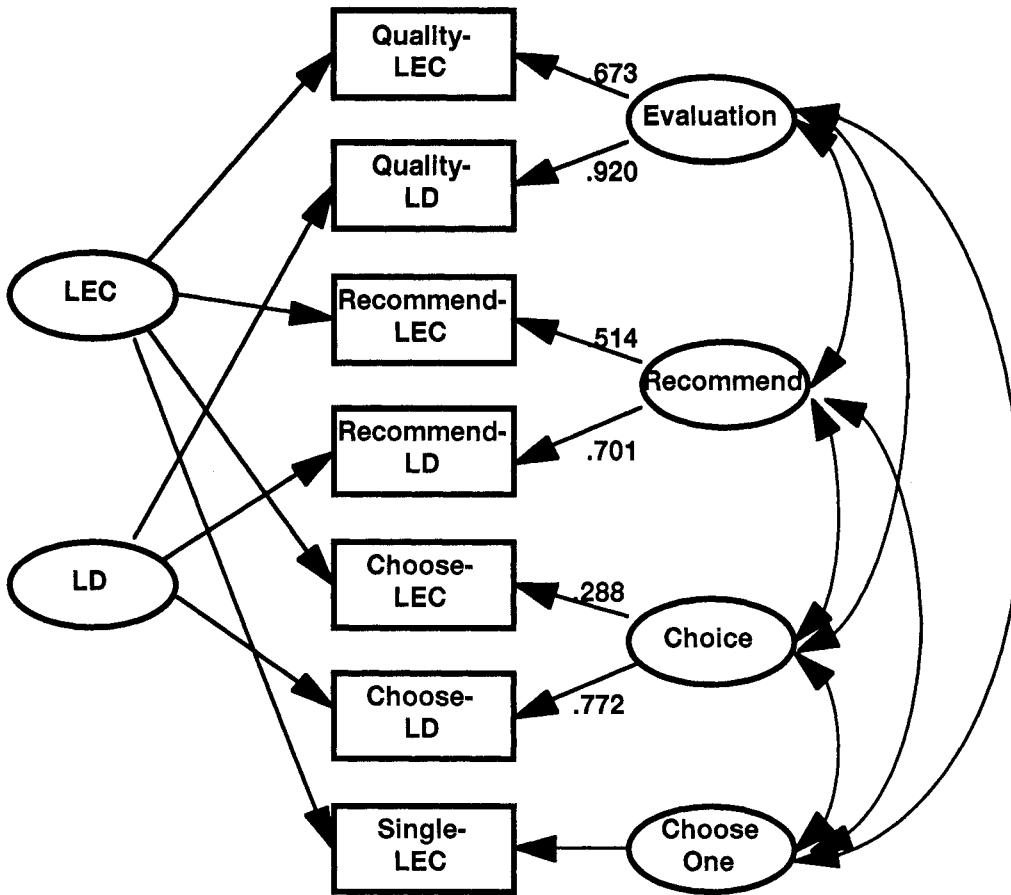 Quality-
LEC
.673
Evaluation
Quality-
LD
.920
LEC
Recommend-
LEC
.514
Recommend
Recommend-
LD
.701
LD
Choose-
LEC
.288
Choice
Choose-
LD
.772
Single-
LEC
Choose
One